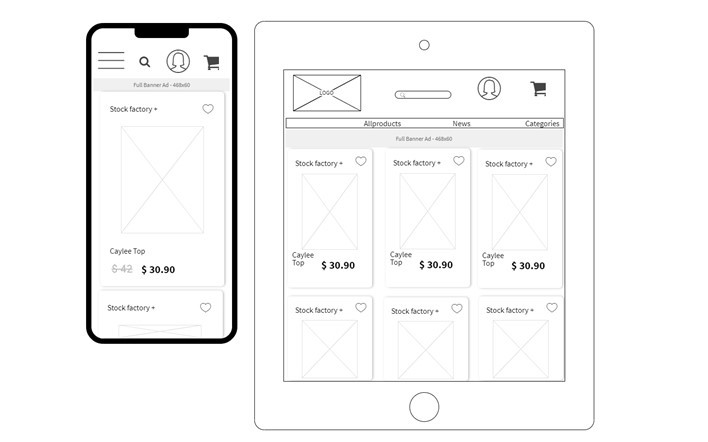 Full Banner Ad - 468x60
Stock factory +
Caylee Top
$ 42
$ 30.90
Stock factory +
LOGO
Allproducts
News
Categories
Full Banner Ad - 468x60
Stock factory +
Caylee
Top
$ 30.90
Stock factory +
Caylee
Top
$ 30.90
Stock factory +
Caylee
Top
$ 30.90
Stock factory +
Stock factory +
Stock factory +